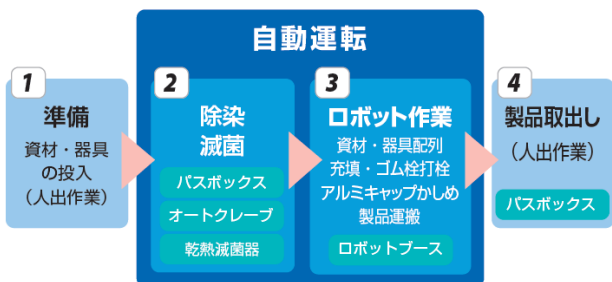 自動運転
1
準備
資材・器具
の投入
（人出作業）
2
除染
滅菌
パスボックス
オートクレーブ
乾熱滅菌器
3
ロボット作業
資材・器具配列
充填・ゴム栓打栓
アルミキャップかしめ
製品運搬
ロボットブース
4
製品取出し
（人出作業）
パスボックス